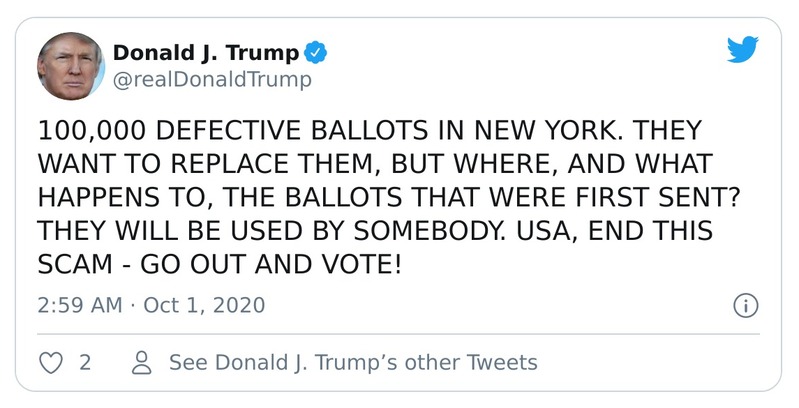 Donald J. Trump
@realDonaldTrump
100,000 DEFECTIVE BALLOTS IN NEW YORK. THEY
WANT TO REPLACE THEM, BUT WHERE, AND WHAT
HAPPENS TO, THE BALLOTS THAT WERE FIRST SENT?
THEY WILL BE USED BY SOMEBODY. USA, END THIS
SCAM - GO OUT AND VOTE!
2:59 AM · Oct 1, 2020
2 See Donald J. Trump’s other Tweets